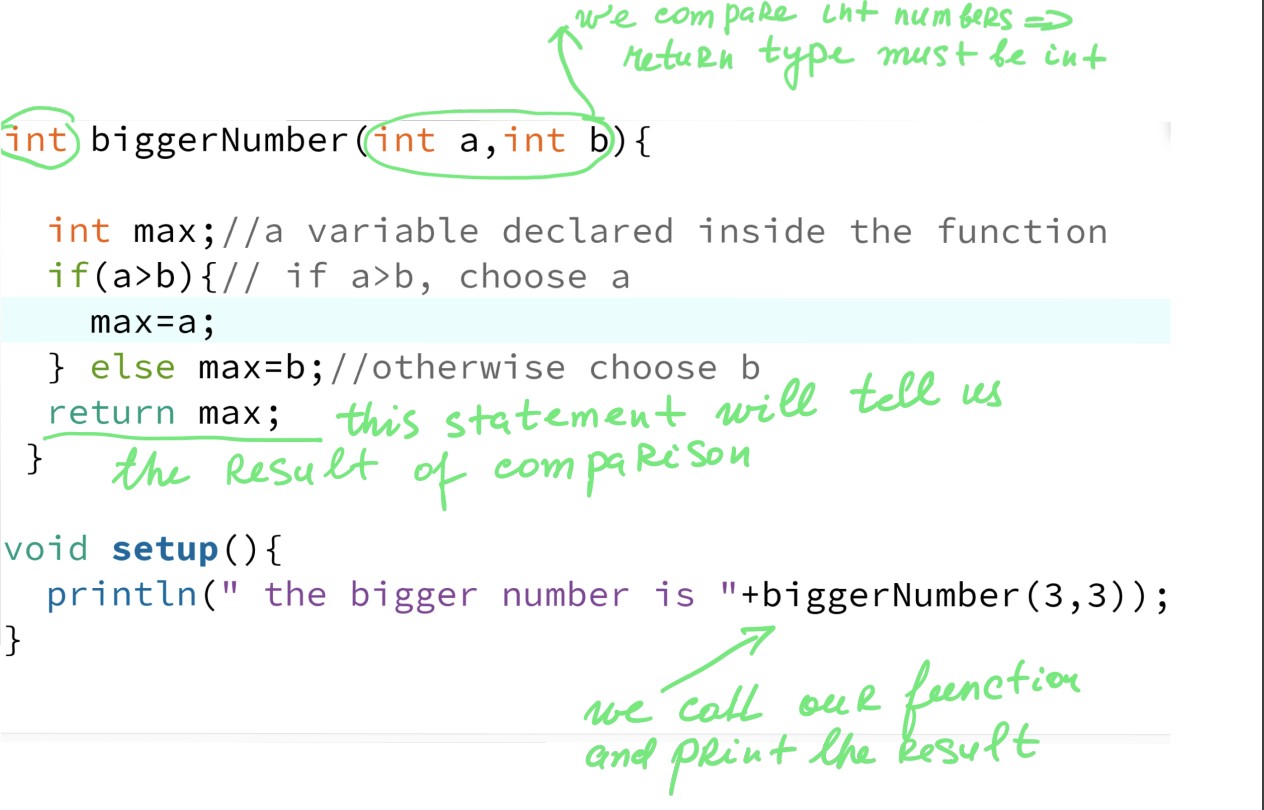 we compare int numbers =>
return type must be int
int biggerNumber(int a,int b){
int max;//a variable declared inside the function
if(a>b){// if a>b, choose a
max=a;
} else max=b;//otherwise choose b
return max; this statement will tell us
} the result of comparison
void setup(){
println(" the bigger number is "+biggerNumber(3,3));
}
we call our function
and print the result